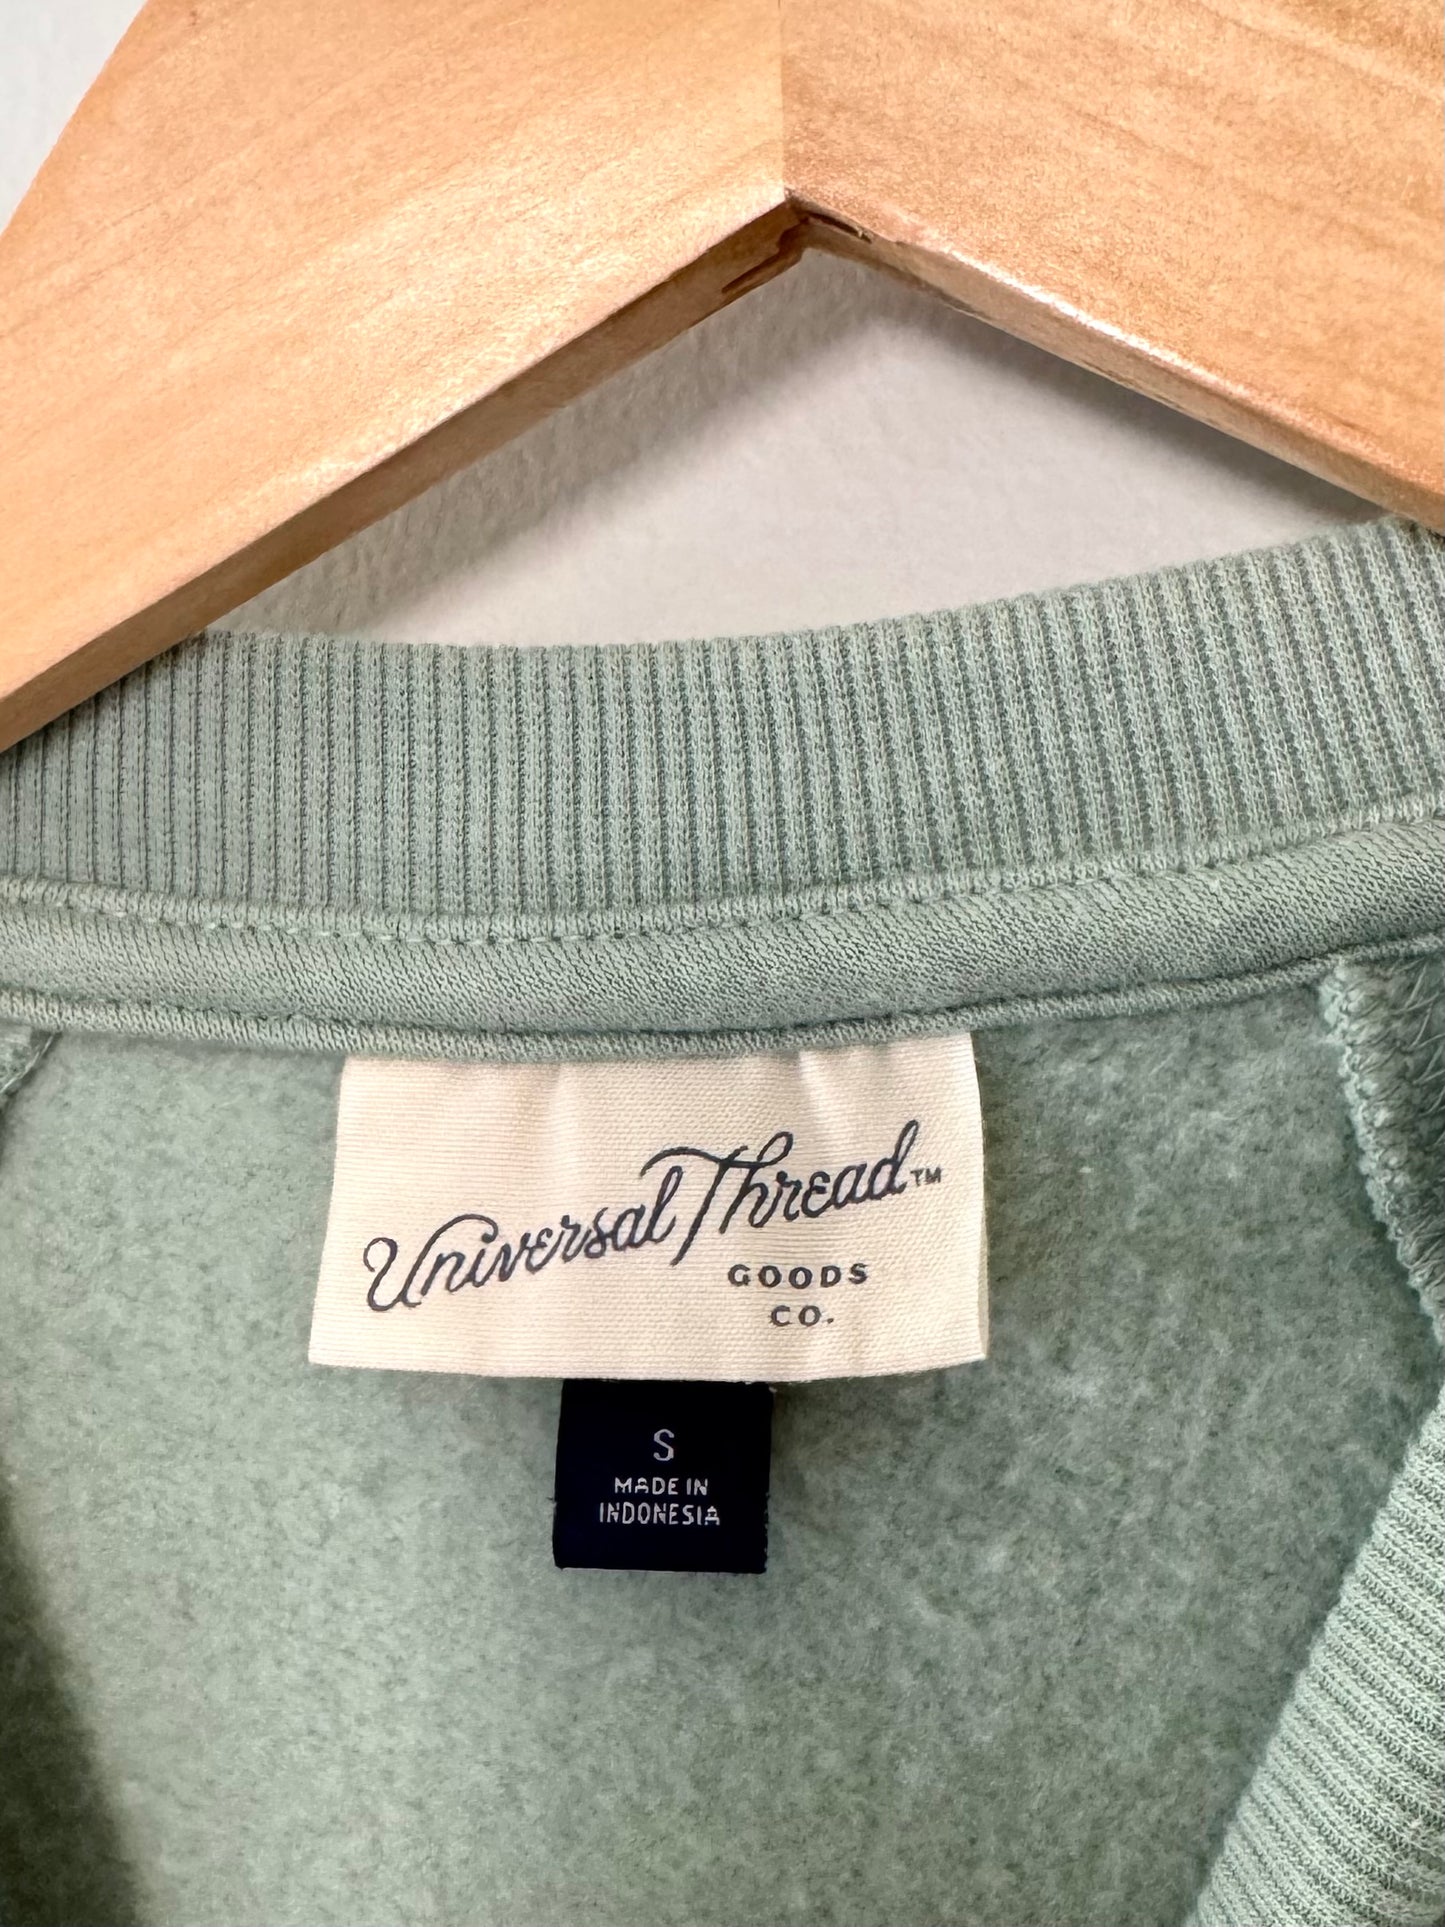 Universal Thread™
GOODS
CO.
S
MADE IN
INDONESIA